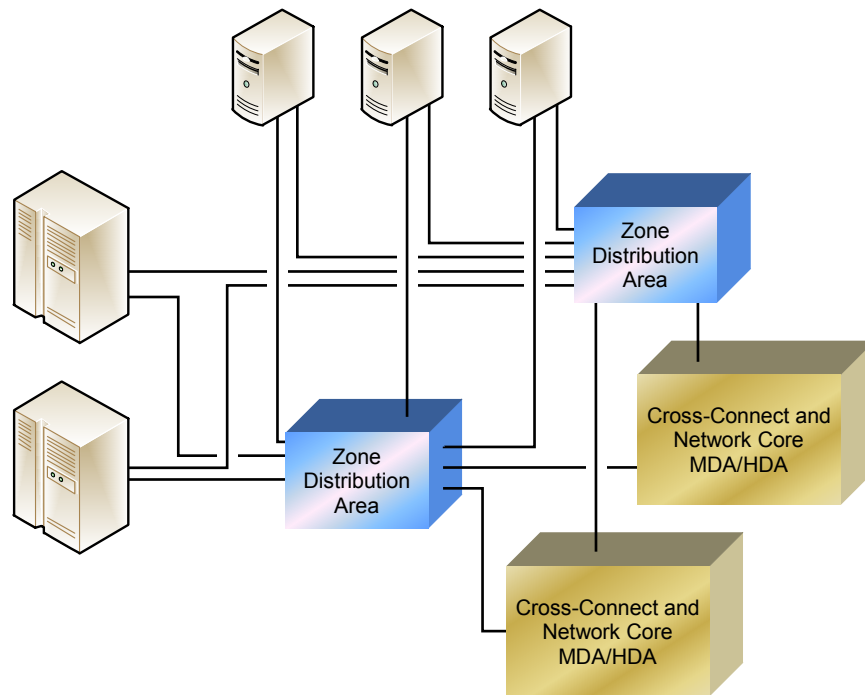 Zone
Distribution
Area
Cross-Connect and
Network Core
MDA/HDA
Zone
Distribution
Area
Cross-Connect and
Network Core
MDA/HDA